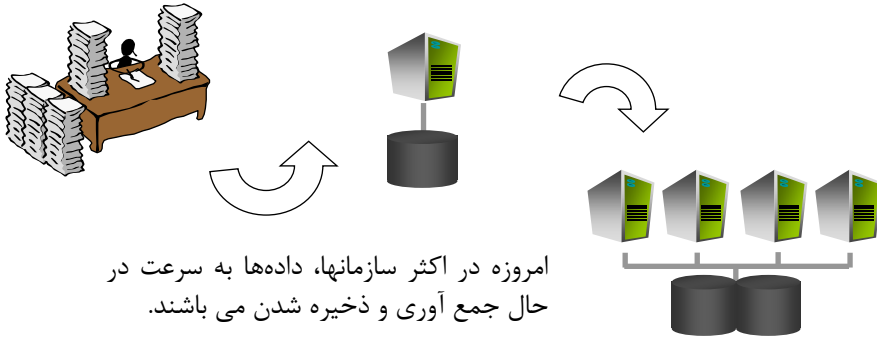 امروزه در اکثر سازمانها، داده‌ها به سرعت در
حال جمع آوری و ذخیره شدن می باشند.